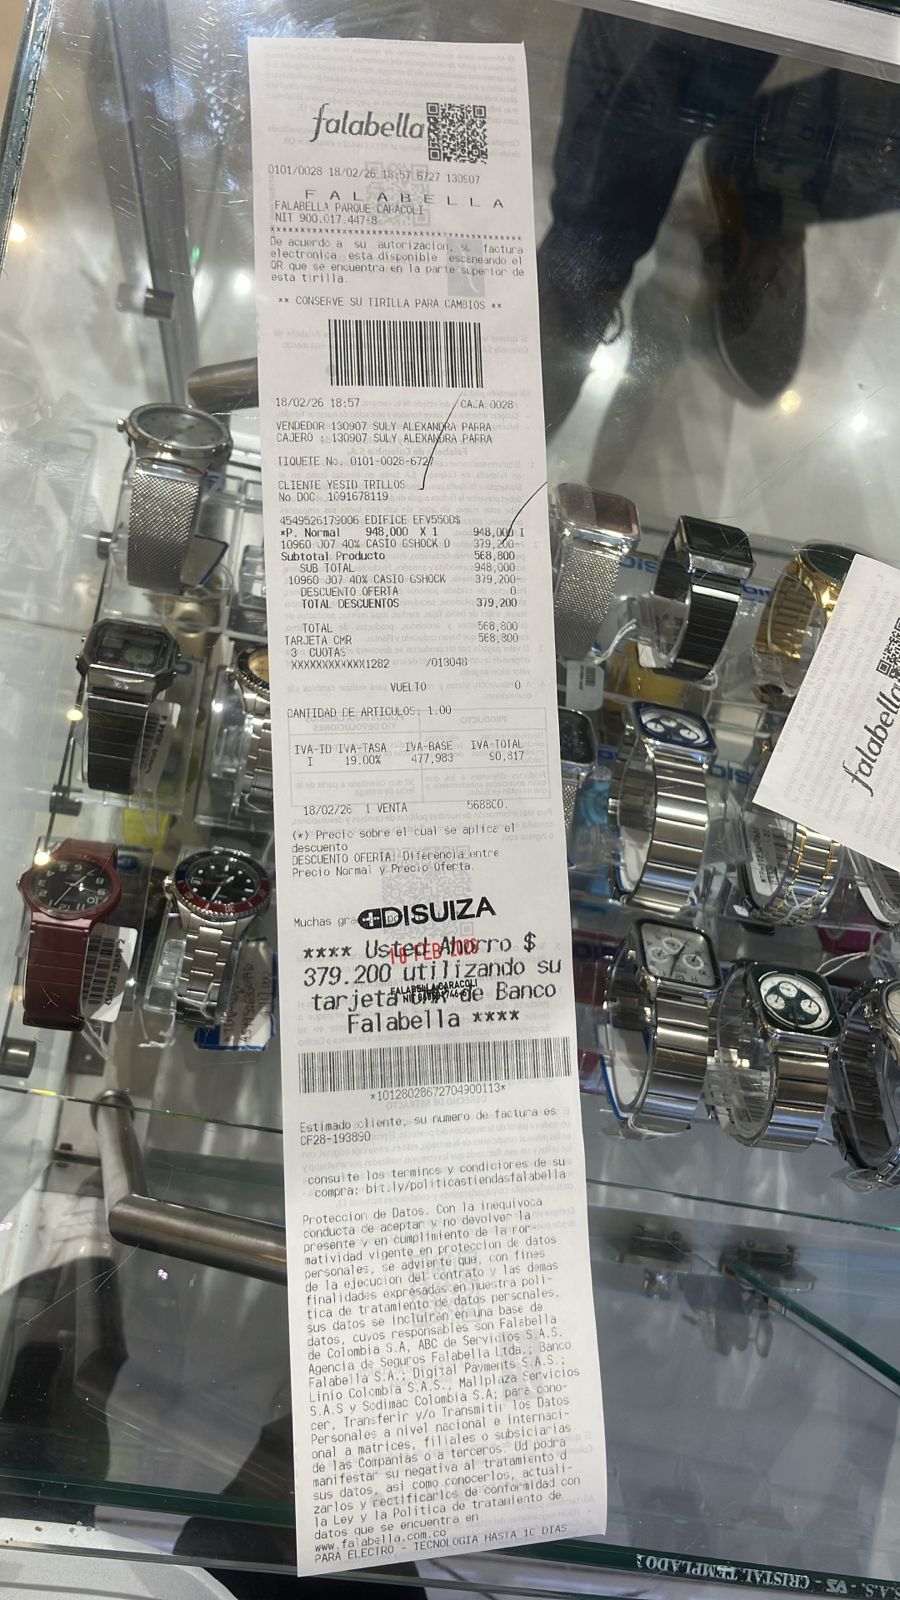 falabella
0101/0028 18/02/26 18:57 6727 130907
F A L A B E L L A
FALABELLA PARQUE CARACOLI
NIT 900.017.447-8
De acuerdo a su autorizacion, su factura
electronica esta disponible escaneando el
QR que se encuentra en la parte superior de
esta tirilla.
** CONSERVE SU TIRILLA PARA CAMBIOS **
18/02/26 18:57 CAJA 0028
VENDEDOR 130907 SULY ALEXANDRA PARRA
CAJERO : 130907 SULY ALEXANDRA PARRA
TIQUETE No. 0101-0028-6727
CLIENTE YESID TRILLOS
No DOC 1091678119
4549526179006 EDIFICE EFV550D$
*P. Normal 948,000 X 1 948,000 I
10960 J07 40% CASIO GSHOCK D 379,200-
Subtotal Producto 568,800
SUB TOTAL 948,000
10960 J07 40% CASIO GSHOCK 379,200-
DESCUENTO OFERTA 0
TOTAL DESCUENTOS 379,200
TOTAL 568,800
TARJETA CMR 568,800
CUOTAS
XXXXXXXXXXXX1282 /013048
VUELTO 0
CANTIDAD DE ARTICULOS: 1.00
IVA-ID IVA-TASA IVA-BASE IVA-TOTAL
I 19.00% 477,983 90,817
18/02/26 1 VENTA 568800.
(*) Precio sobre el cual se aplica el
descuento
DESCUENTO OFERTA: Diferencia entre
Precio Normal y Precio Oferta.
Muchas gra
DISUIZA
**** Usted Ahorro $
379.200 utilizando su
tarjeta de Banco
Falabella ****
FEB
FALABELLA CARACOLI
*10128028672704900113*
Estimado cliente, su numero de factura es
CF28-193890
consulte los terminos y condiciones de su
compra: bit.ly/politicastiendasfalabella
Proteccion de Datos. Con la inequivoca
conducta de aceptar y no devolver la
presente y en cumplimiento de la nor
matividad vigente en proteccion de datos
personales, se advierte que, con fines
de la ejecucion del contrato y las demas
finalidades expresadas en nuestra poli-
tica de tratamiento de datos personales,
sus datos se incluiran en una base de
datos, cuyos responsables son Falabella
de Colombia S.A, ABC de Servicios S.A.S.
Agencia de Seguros Falabella Ltda.; Banco
Falabella S.A.; Digital Payments S.A.S.;
Linio Colombia S.A.S., Mallplaza Servicios
S.A.S y Sodimac Colombia S.A; para cono-
cer, Transferir y/o Transmitir los Datos
Personales a nivel nacional e internaci-
onal a matrices, filiales o subsidiarias
de las Companias o a terceros. Ud podra
manifestar su negativa al tratamiento d
sus datos, asi como conocerlos, actuali-
zarlos y rectificarlos de conformidad con
la Ley y la Politica de tratamiento de
datos que se encuentra en
www.falabella.com.co
PARA ELECTRO - TECNOLOGIA HASTA 10 DIAS
falabella
S.A.S. - VS - CRISTAL TEMPLADO